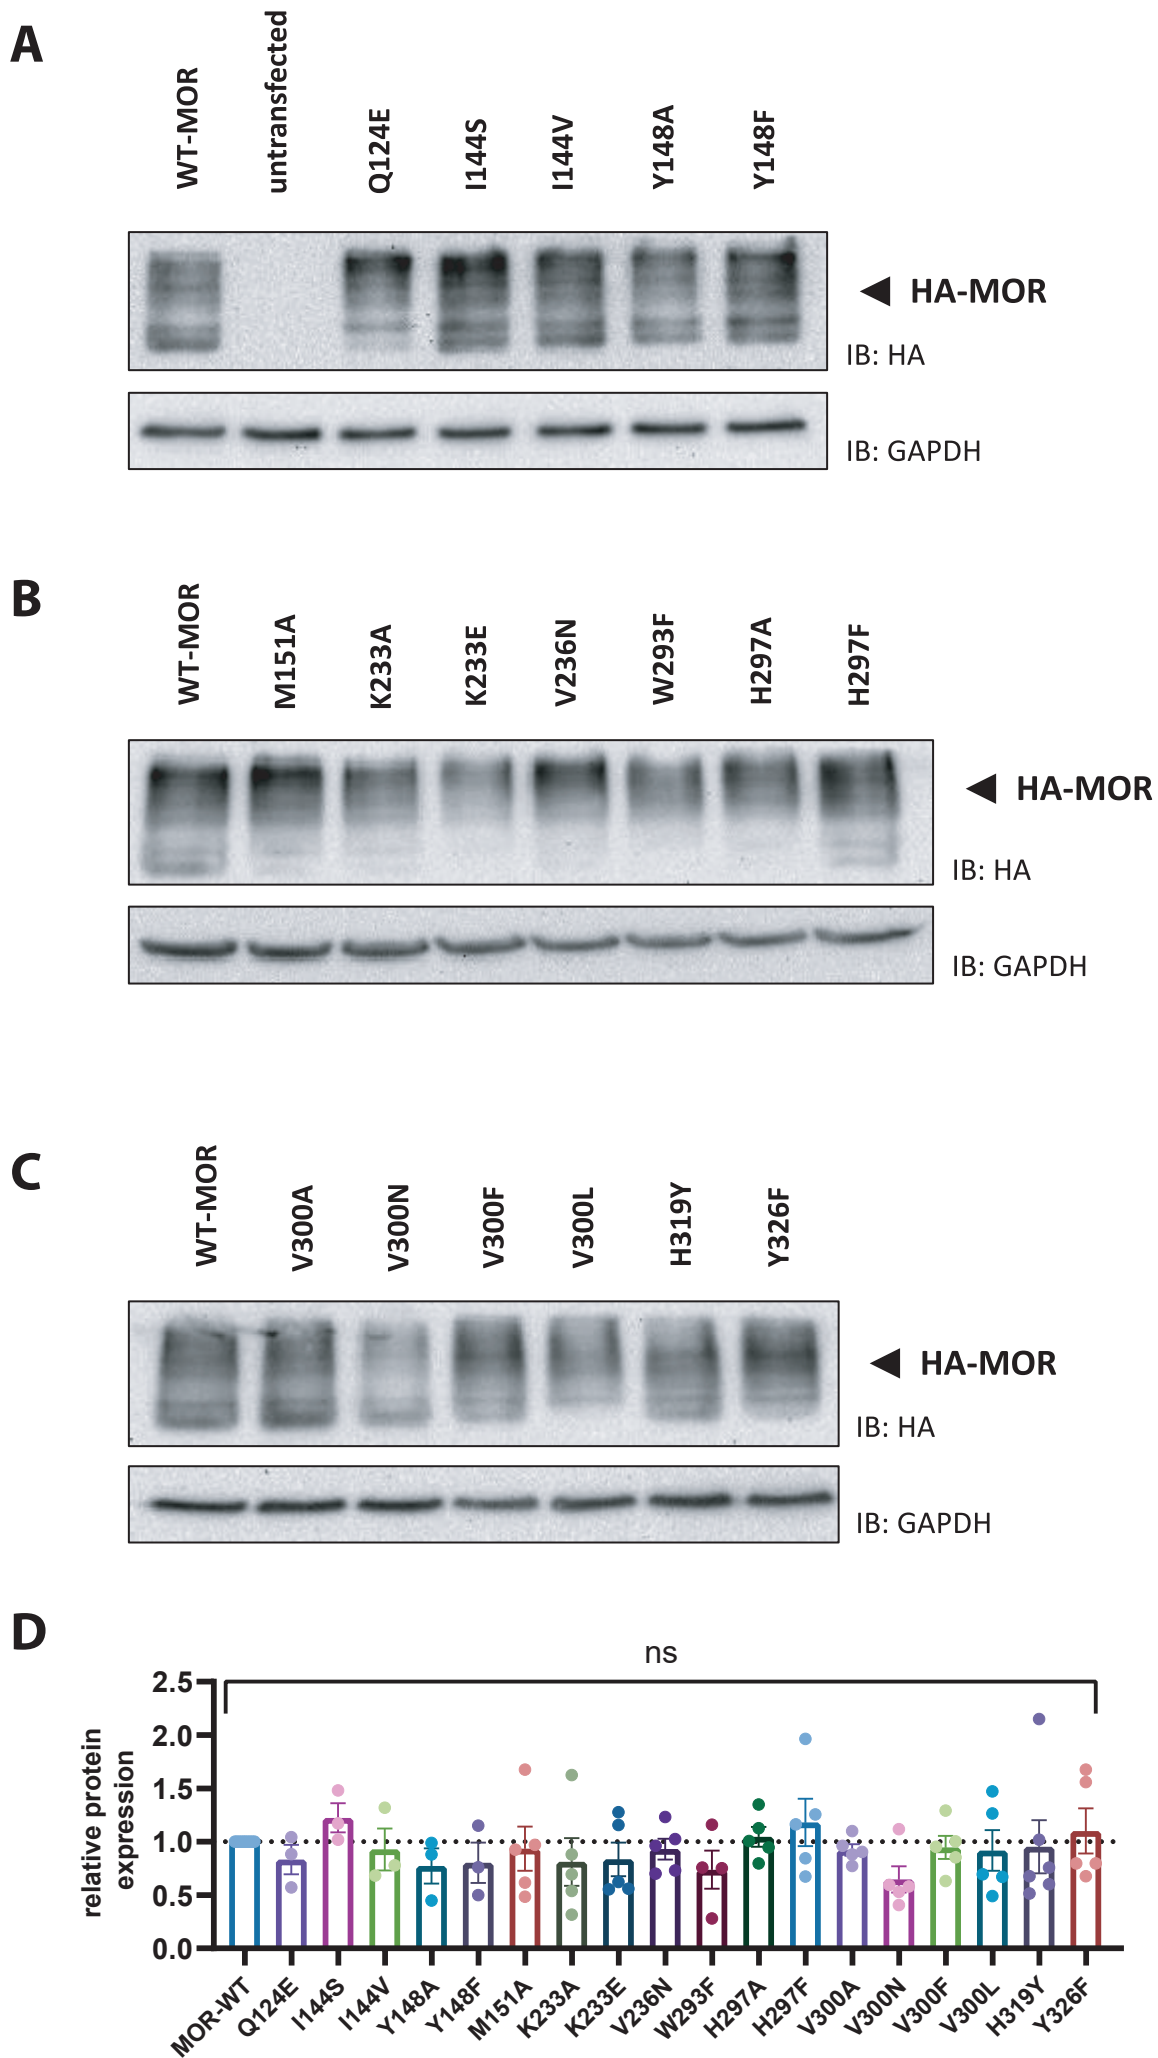 A
WT-MOR
untransfected
Q124E
I144S
I144V
Y148A
Y148F
HA-MOR
IB: HA
IB: GAPDH
B
WT-MOR
M151A
K233A
K233E
V236N
W293F
H297A
H297F
HA-MOR
IB: HA
IB: GAPDH
C
WT-MOR
V300A
V300N
V300F
V300L
H319Y
Y326F
HA-MOR
IB: HA
IB: GAPDH
D
ns
relative protein
expression
2.5
2.0
1.5
1.0
0.5
0.0
MOR-WT
Q124E
I144S
I144V
Y148A
Y148F
M151A
K233A
K233E
V236N
W293F
H297A
H297F
V300A
V300N
V300F
V300L
H319Y
Y326F